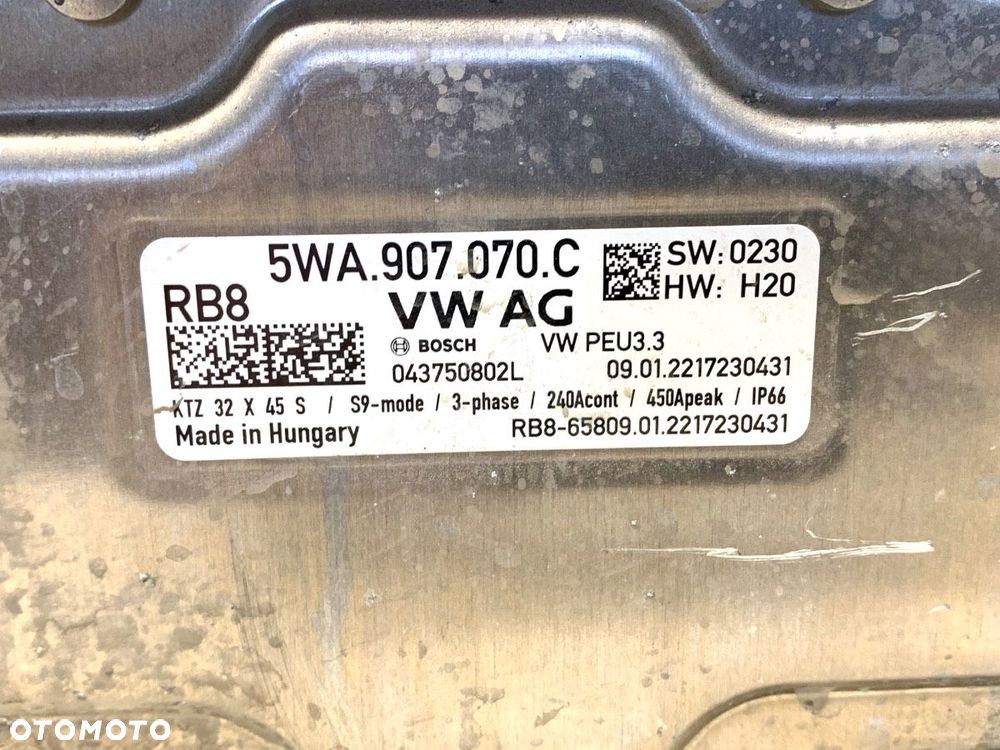 5WA.907.070.C
SW: 0230
HW: H20
RB8
VW AG
BOSCH
VW PEU3.3
043750802L
09.01.2217230431
KTZ 32 X 45 S / S9-mode / 3-phase / 240Acont / 450Apeak / IP66
Made in Hungary
RB8-65809.01.2217230431
OTOMOTO